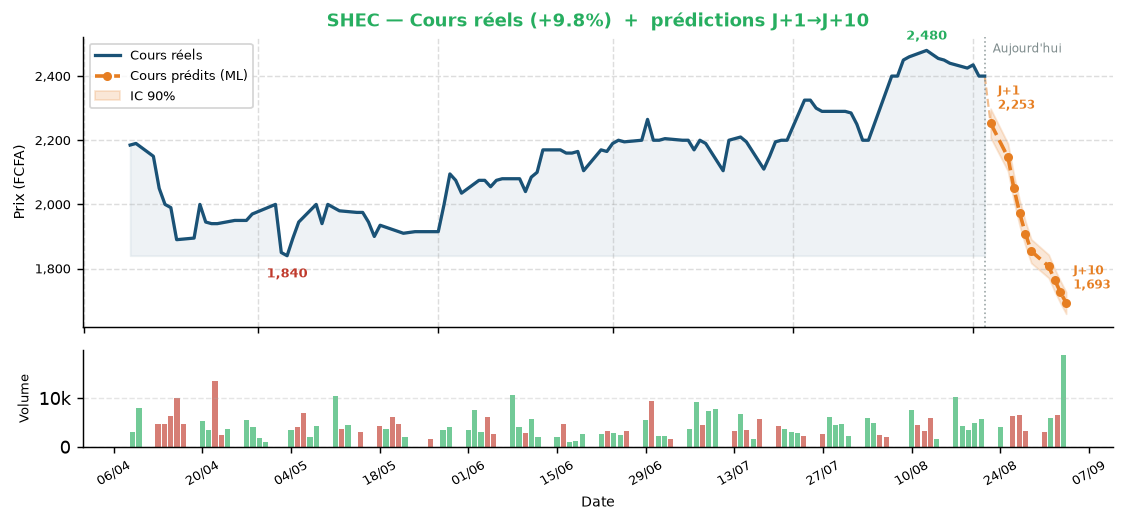 SHEC — Cours réels (+9.8%)  +  prédictions J+1→J+10
2,480
Aujourd'hui
Cours réels
Cours prédits (ML)
IC 90%
J+1
2,253
2,400
2,200
2,000
1,800
Prix (FCFA)
1,840
J+10
1,693
10k
0
Volume
06/04
20/04
04/05
18/05
01/06
15/06
29/06
13/07
27/07
10/08
24/08
07/09
Date